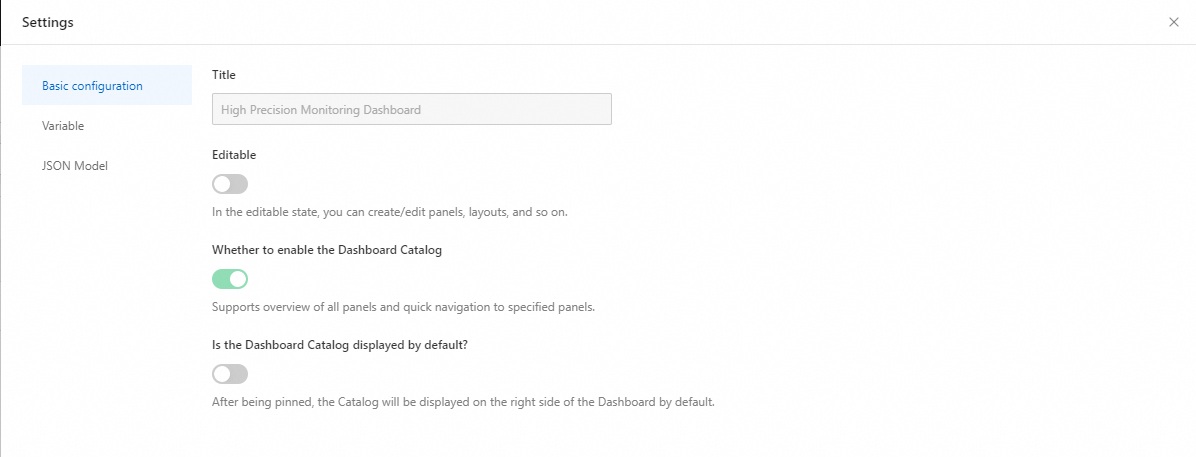 Settings
Basic configuration
Variable
JSON Model
Title
High Precision Monitoring Dashboard
Editable
In the editable state, you can create/edit panels, layouts, and so on.
Whether to enable the Dashboard Catalog
Supports overview of all panels and quick navigation to specified panels.
Is the Dashboard Catalog displayed by default?
After being pinned, the Catalog will be displayed on the right side of the Dashboard by default.